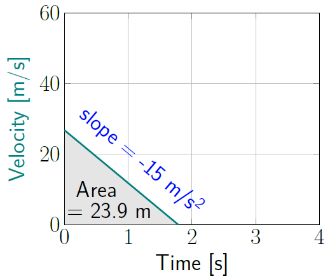 60
40
20
0
Velocity [m/s]
slope = -15 m/s²
Area
= 23.9 m
0 1 2 3 4
Time [s]